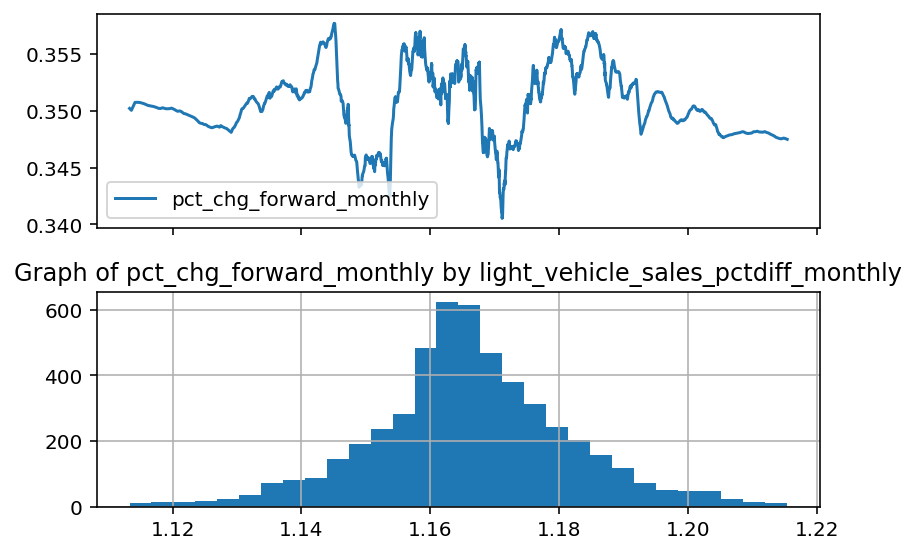 0.355
0.350
0.345
0.340
pct_chg_forward_monthly
Graph of pct_chg_forward_monthly by light_vehicle_sales_pctdiff_monthly
600
400
200
0
1.12 1.14 1.16 1.18 1.20 1.22